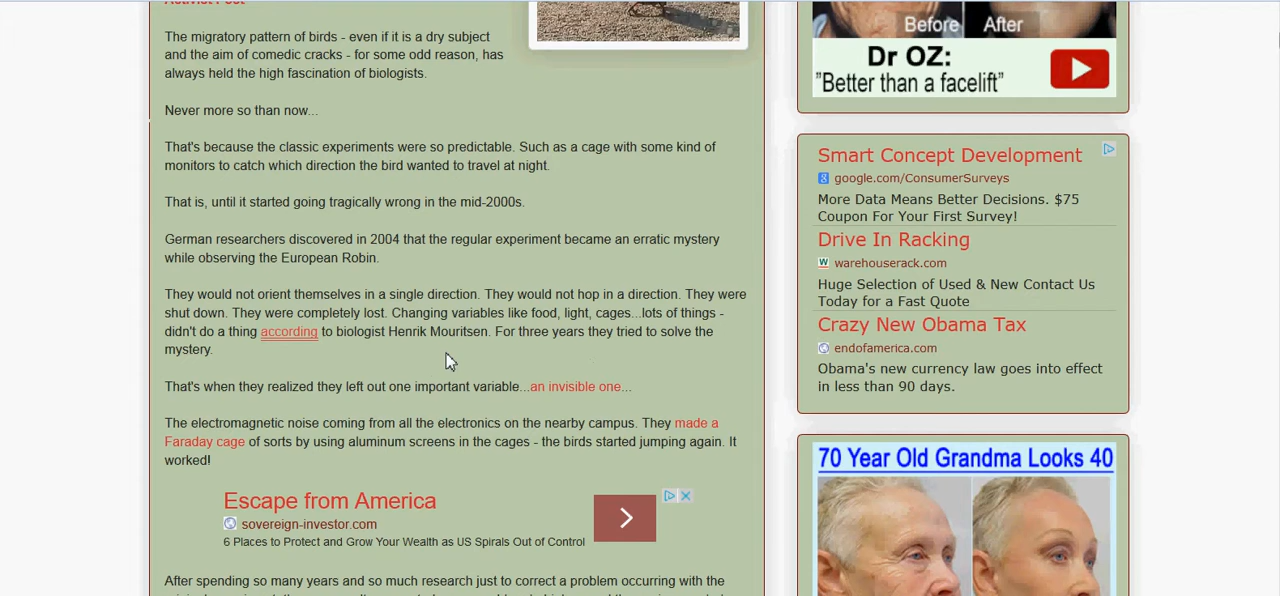 Activist Post
The migratory pattern of birds - even if it is a dry subject
and the aim of comedic cracks - for some odd reason, has
always held the high fascination of biologists.
Never more so than now...
That's because the classic experiments were so predictable. Such as a cage with some kind of
monitors to catch which direction the bird wanted to travel at night.
That is, until it started going tragically wrong in the mid-2000s.
German researchers discovered in 2004 that the regular experiment became an erratic mystery
while observing the European Robin.
They would not orient themselves in a single direction. They would not hop in a direction. They were
shut down. They were completely lost. Changing variables like food, light, cages...lots of things -
didn't do a thing according to biologist Henrik Mouritsen. For three years they tried to solve the
mystery.
That's when they realized they left out one important variable...an invisible one...
The electromagnetic noise coming from all the electronics on the nearby campus. They made a
Faraday cage of sorts by using aluminum screens in the cages - the birds started jumping again. It
worked!
Escape from America
sovereign-investor.com
6 Places to Protect and Grow Your Wealth as US Spirals Out of Control
After spending so many years and so much research just to correct a problem occurring with the
Before After
Dr OZ:
"Better than a facelift"
Smart Concept Development
google.com/ConsumerSurveys
More Data Means Better Decisions. $75
Coupon For Your First Survey!
Drive In Racking
warehouserack.com
Huge Selection of Used & New Contact Us
Today for a Fast Quote
Crazy New Obama Tax
endofamerica.com
Obama's new currency law goes into effect
in less than 90 days.
70 Year Old Grandma Looks 40